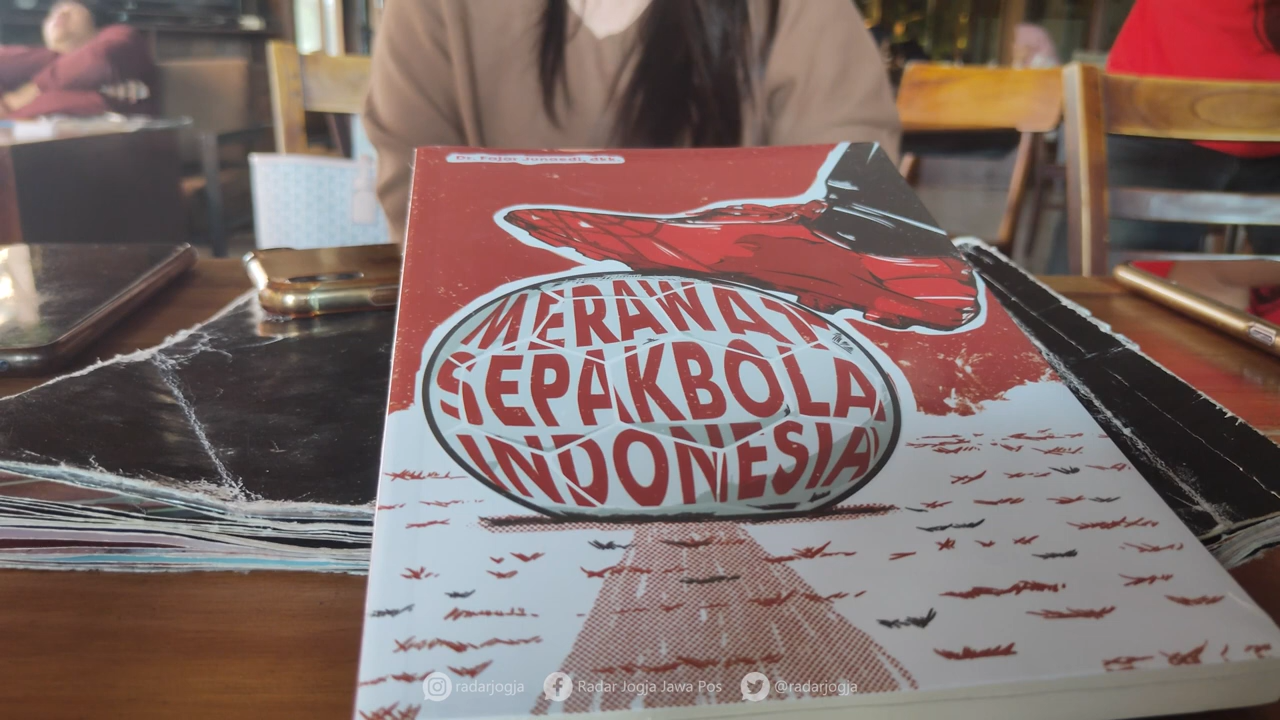 Dr. Fajar Junaedi, dkk
MERAWAT
SEPAKBOLA
INDONESIA
radarjogja
Radar Jogja Jawa Pos
@radarjogja